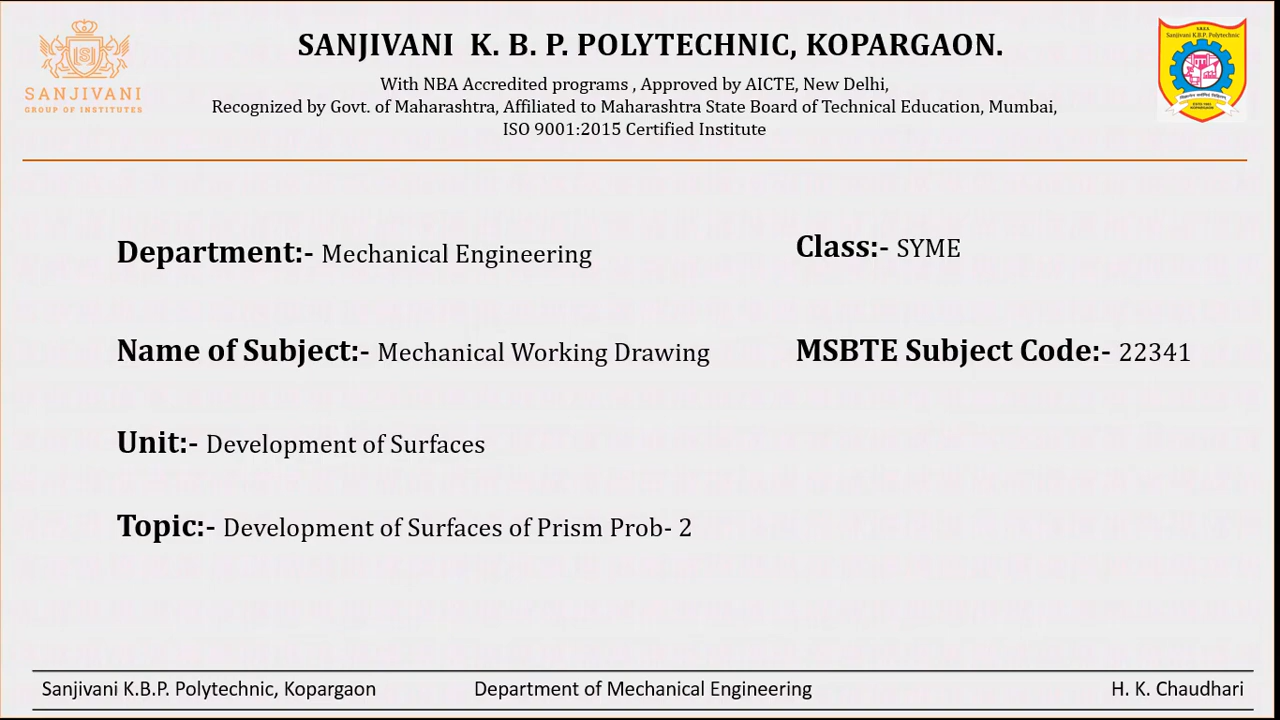 SANJIVANI K. B. P. POLYTECHNIC, KOPARGAON.
With NBA Accredited programs , Approved by AICTE, New Delhi,
Recognized by Govt. of Maharashtra, Affiliated to Maharashtra State Board of Technical Education, Mumbai,
ISO 9001:2015 Certified Institute
SANJIVANI
GROUP OF INSTITUTES
Sanjivani K.B.P. Polytechnic
Department:- Mechanical Engineering
Class:- SYME
Name of Subject:- Mechanical Working Drawing
MSBTE Subject Code:- 22341
Unit:- Development of Surfaces
Topic:- Development of Surfaces of Prism Prob- 2
Sanjivani K.B.P. Polytechnic, Kopargaon
Department of Mechanical Engineering
H. K. Chaudhari